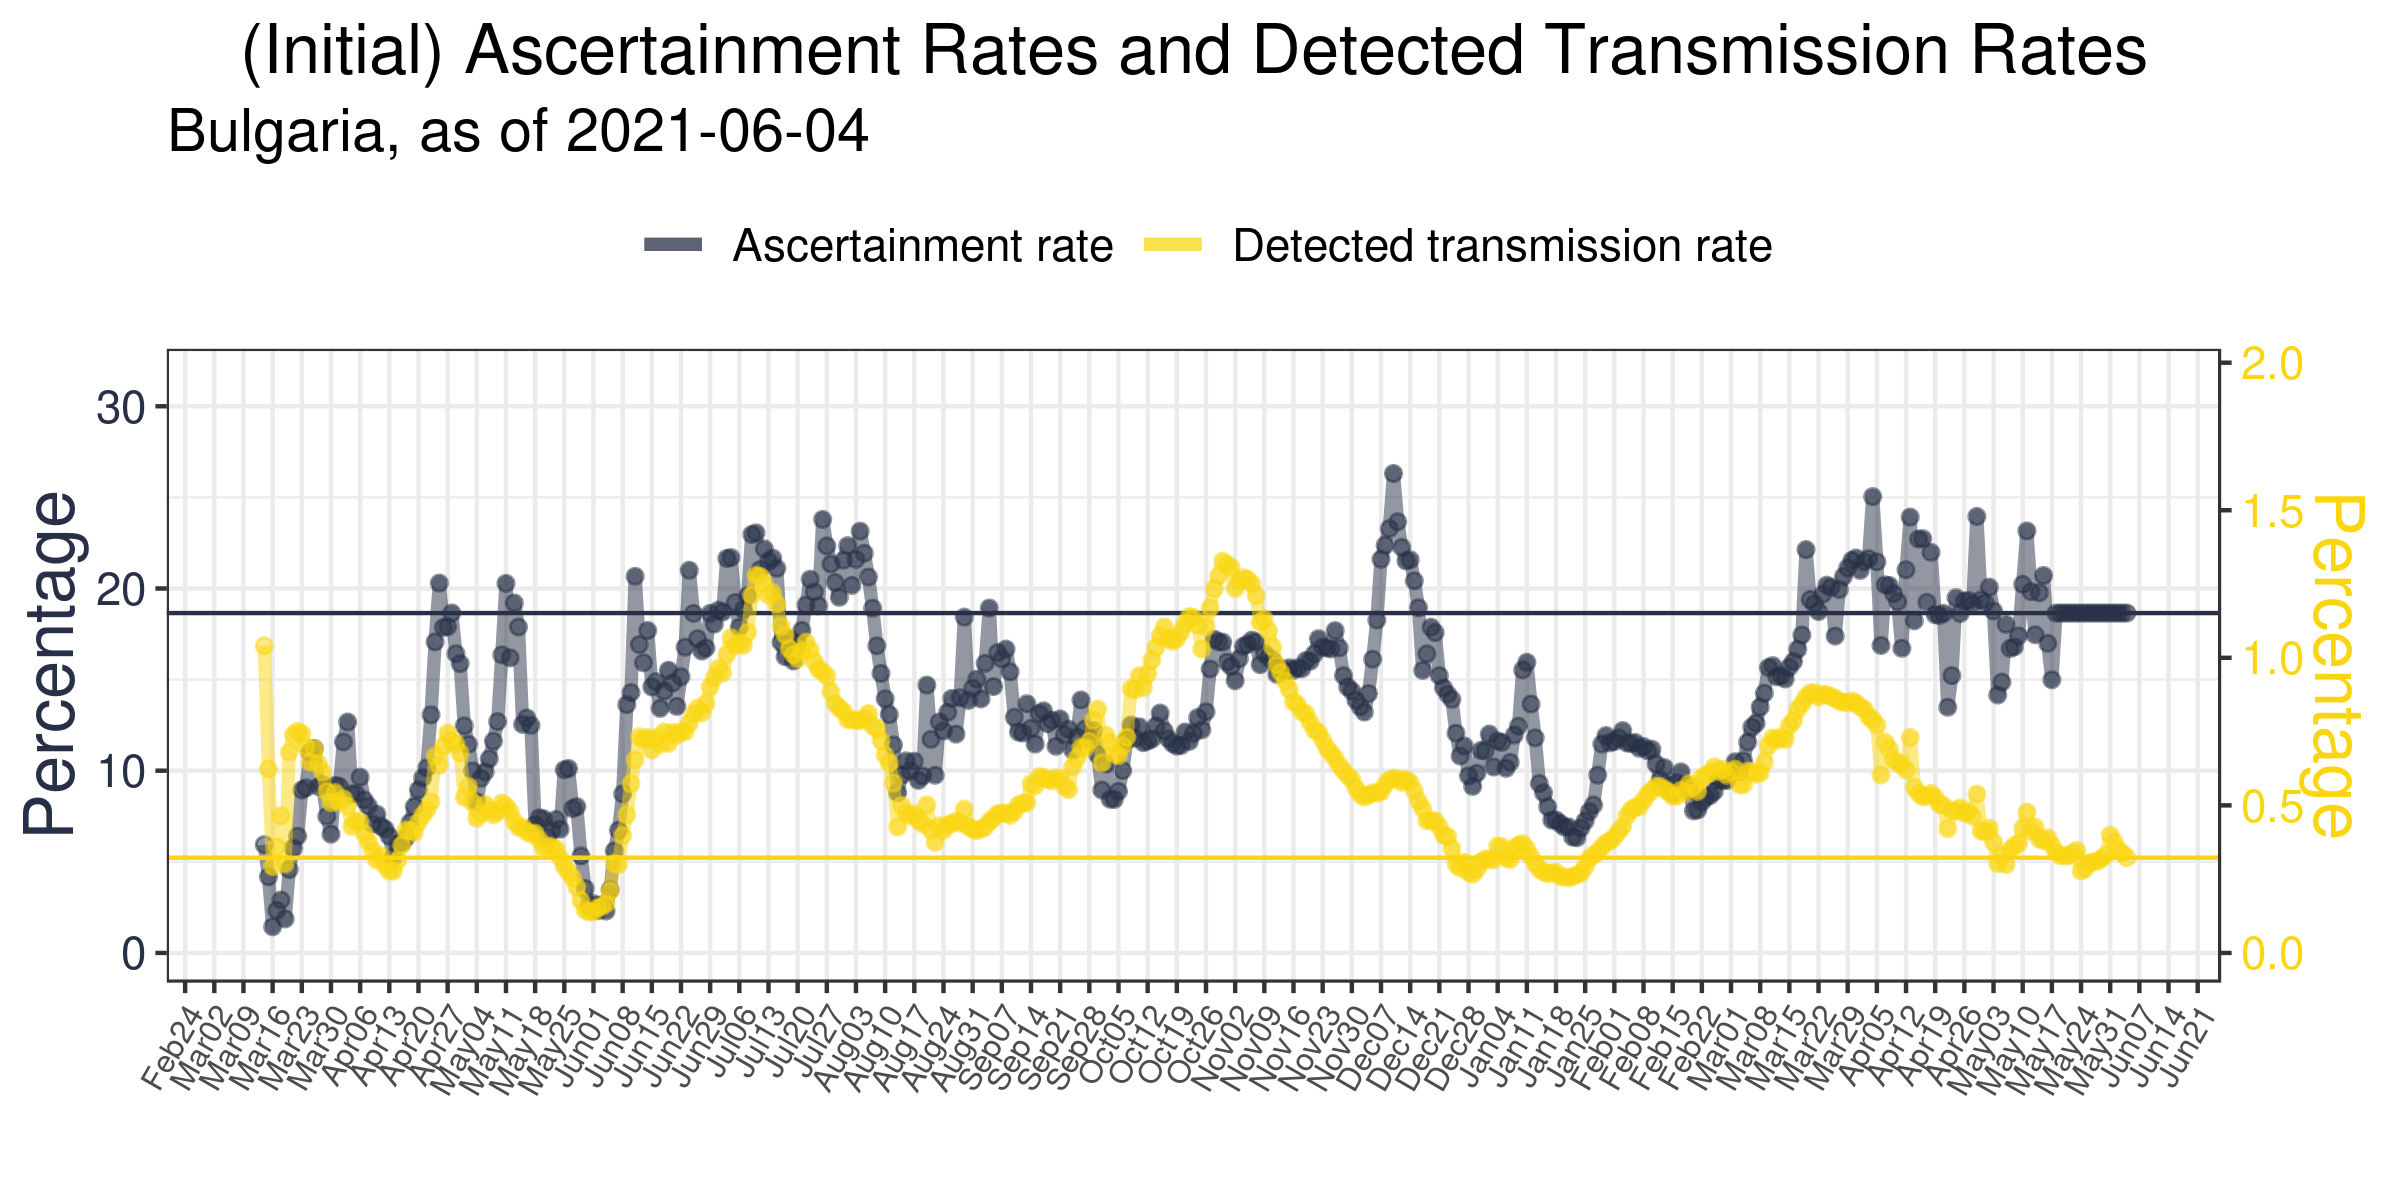 (Initial) Ascertainment Rates and Detected Transmission Rates
Bulgaria, as of 2021-06-04
Ascertainment rate Detected transmission rate
Percentage
30
20
10
0
2.0
1.5
1.0
0.5
0.0
Percentage
Feb24 Mar02 Mar09 Mar16 Mar23 Mar30 Apr06 Apr13 Apr20 Apr27 May04 May11 May18 May25 Jun01 Jun08 Jun15 Jun22 Jun29 Jul06 Jul13 Jul20 Jul27 Aug03 Aug10 Aug17 Aug24 Aug31 Sep07 Sep14 Sep21 Sep28 Oct05 Oct12 Oct19 Oct26 Nov02 Nov09 Nov16 Nov23 Nov30 Dec07 Dec14 Dec21 Dec28 Jan04 Jan11 Jan18 Jan25 Feb01 Feb08 Feb15 Feb22 Mar01 Mar08 Mar15 Mar22 Mar29 Apr05 Apr12 Apr19 Apr26 May03 May10 May17 May24 May31 Jun07 Jun14 Jun21